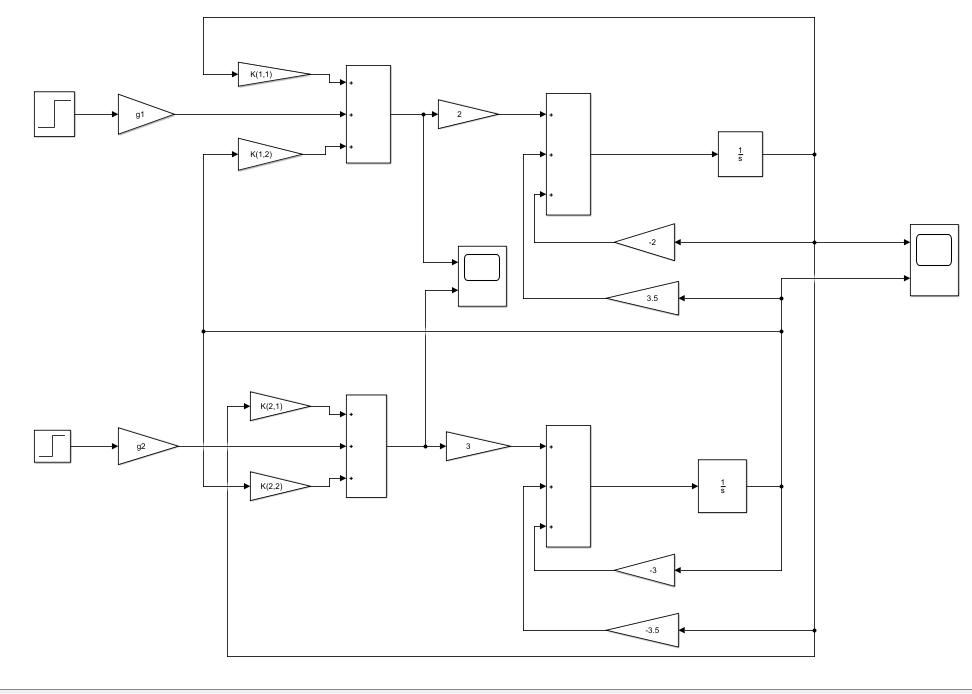 K(1,1)
+
g1
+
2
+
K(1,2)
+
+
1
s
+
-2
3.5
K(2,1)
+
g2
+
3
+
K(2,2)
+
+
1
s
+
-3
-3.5